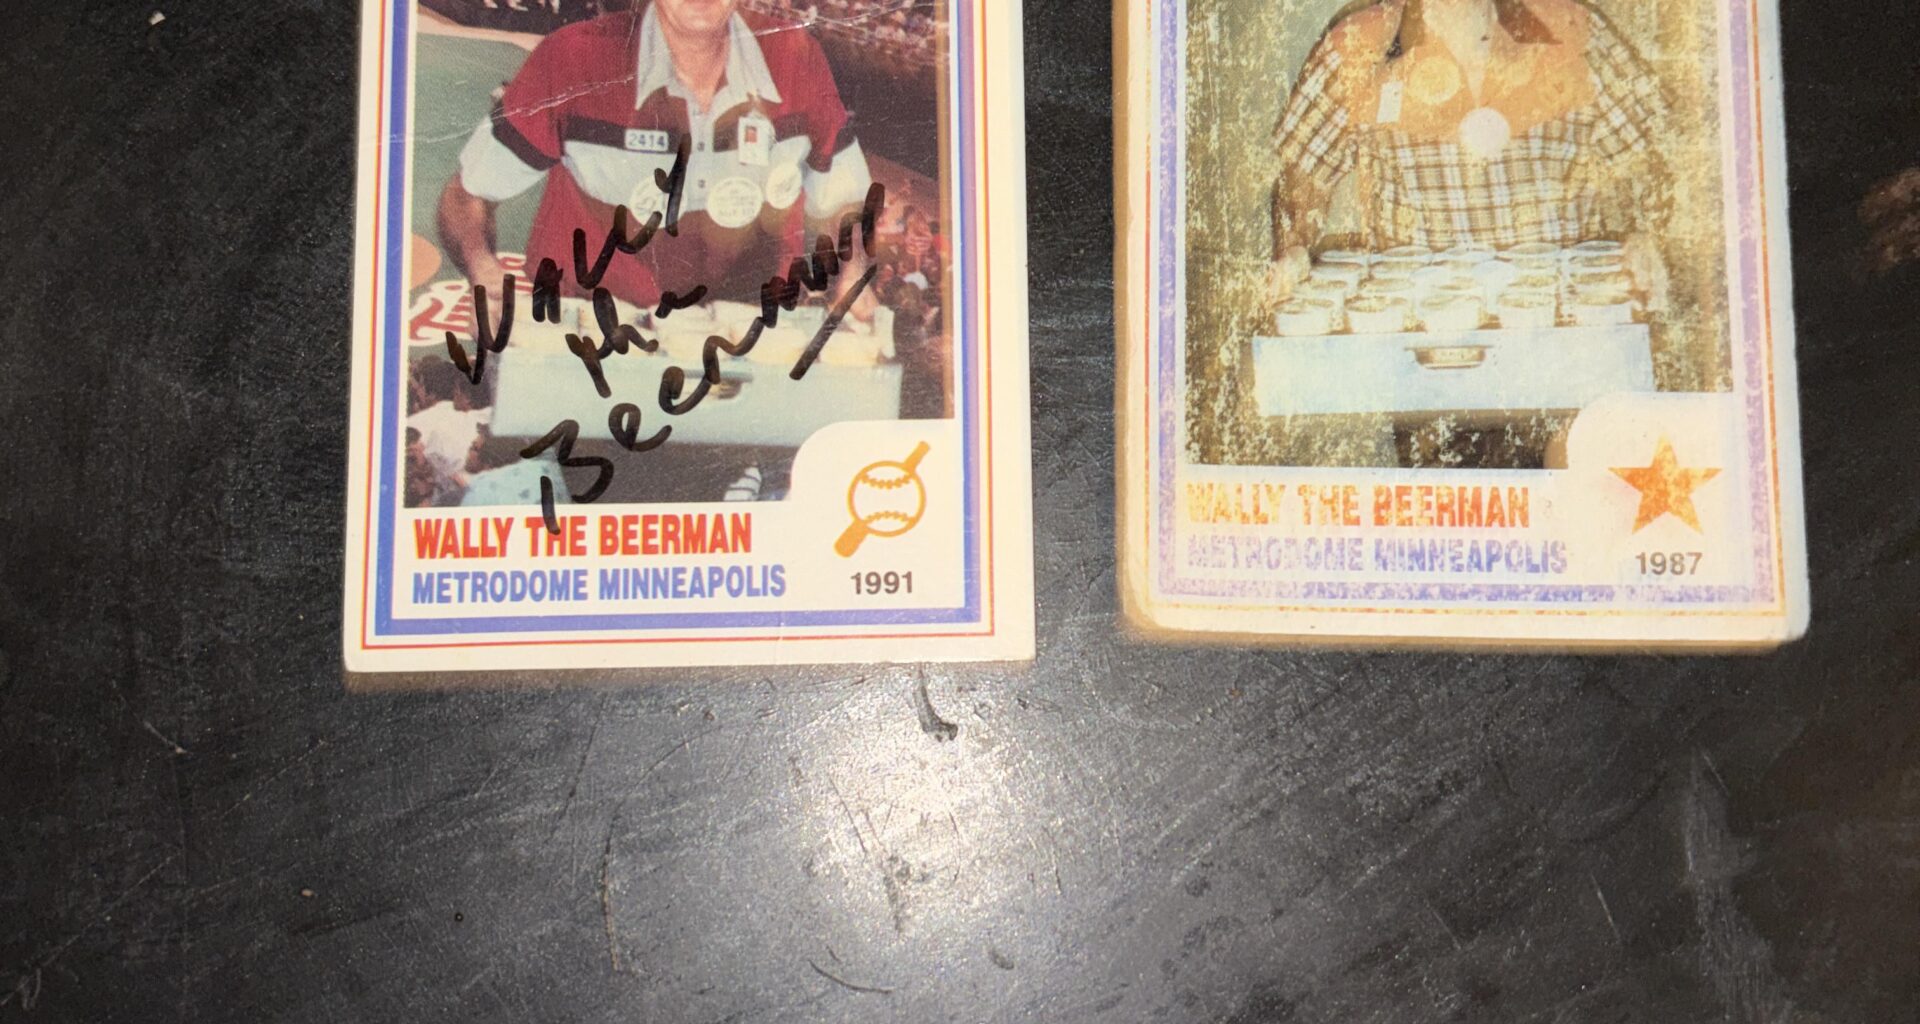 2414
WALLY
the
Beerman
WALLY THE BEERMAN
METRODOME MINNEAPOLIS
1991
WALLY THE BEERMAN
METRODOME MINNEAPOLIS
1987